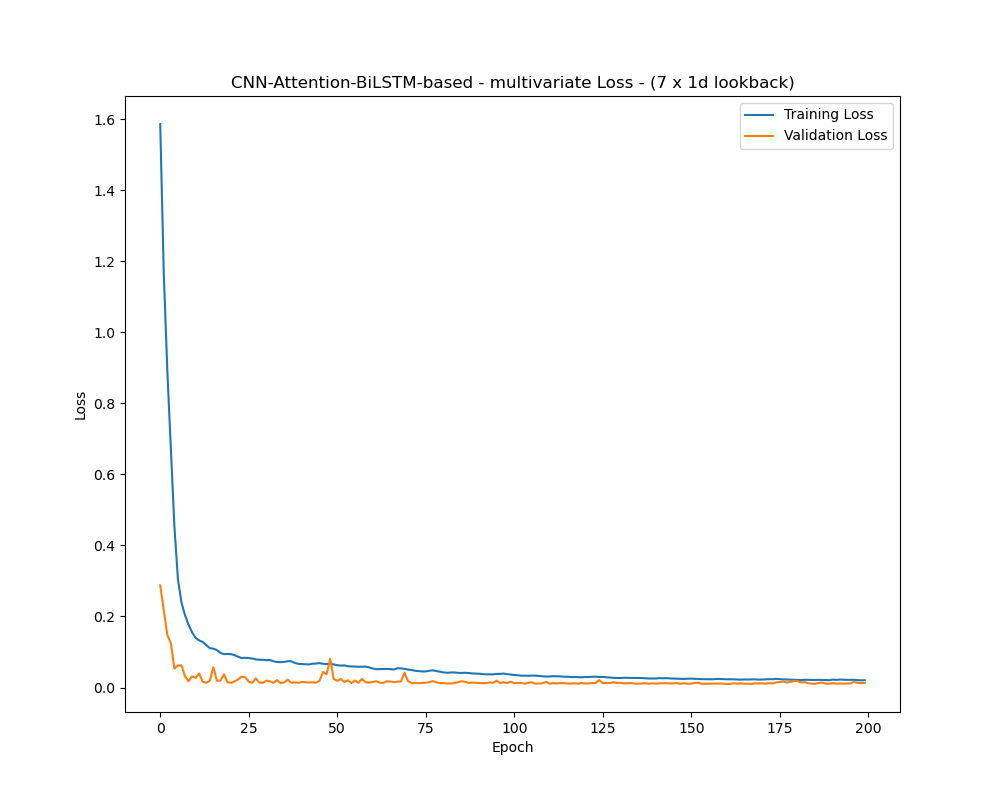 CNN-Attention-BiLSTM-based - multivariate Loss - (7 x 1d lookback)
Training Loss
Validation Loss
1.6
1.4
1.2
1.0
0.8
0.6
0.4
0.2
0.0
Loss
0 25 50 75 100 125 150 175 200
Epoch